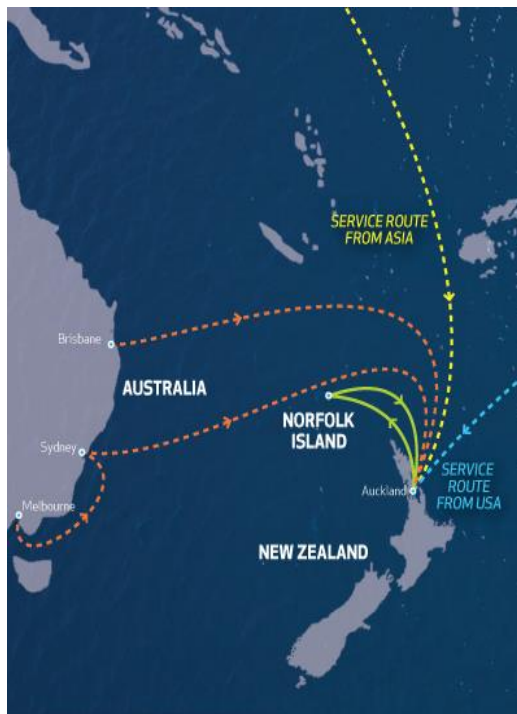 SERVICE ROUTE
FROM ASIA
Brisbane
AUSTRALIA
NORFOLK
ISLAND
Sydney
SERVICE
ROUTE
FROM USA
Auckland
Melbourne
NEW ZEALAND